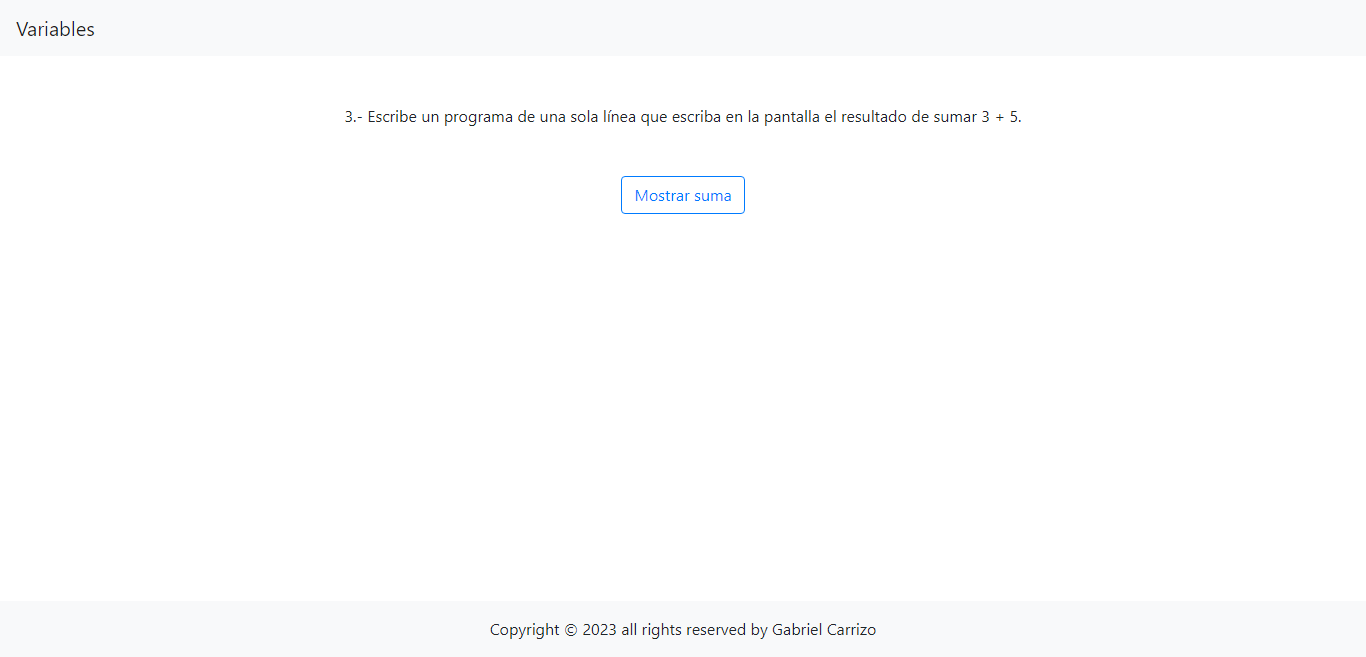 Variables
3.- Escribe un programa de una sola línea que escriba en la pantalla el resultado de sumar 3 + 5.
Mostrar suma
Copyright © 2023 all rights reserved by Gabriel Carrizo